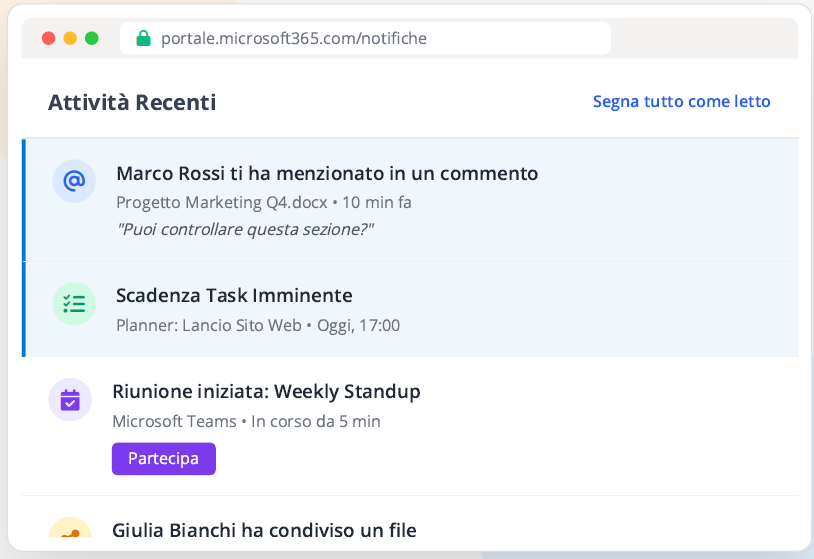 portale.microsoft365.com/notifiche
Attività Recenti
Segna tutto come letto
Marco Rossi ti ha menzionato in un commento
Progetto Marketing Q4.docx • 10 min fa
"Puoi controllare questa sezione?"
Scadenza Task Imminente
Planner: Lancio Sito Web • Oggi, 17:00
Riunione iniziata: Weekly Standup
Microsoft Teams • In corso da 5 min
Partecipa
Giulia Bianchi ha condiviso un file